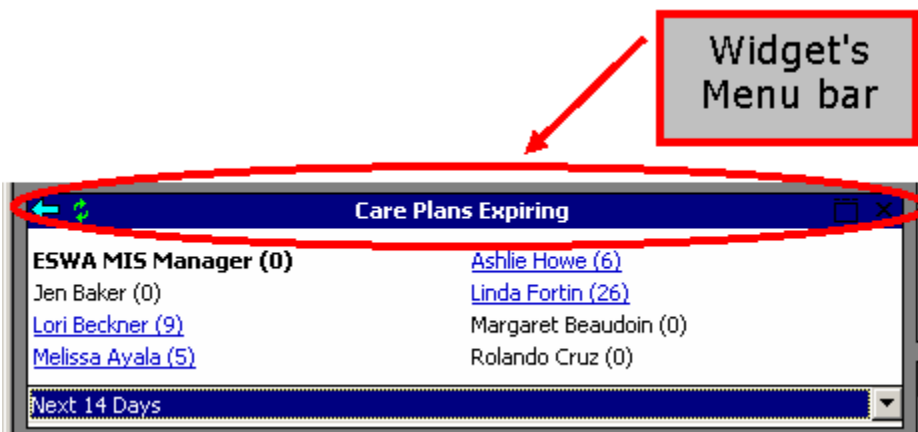 Widget's
Menu bar
Care Plans Expiring
ESWA MIS Manager (0)
Jen Baker (0)
Lori Beckner (9)
Melissa Ayala (5)
Ashlie Howe (6)
Linda Fortin (26)
Margaret Beaudoin (0)
Rolando Cruz (0)
Next 14 Days